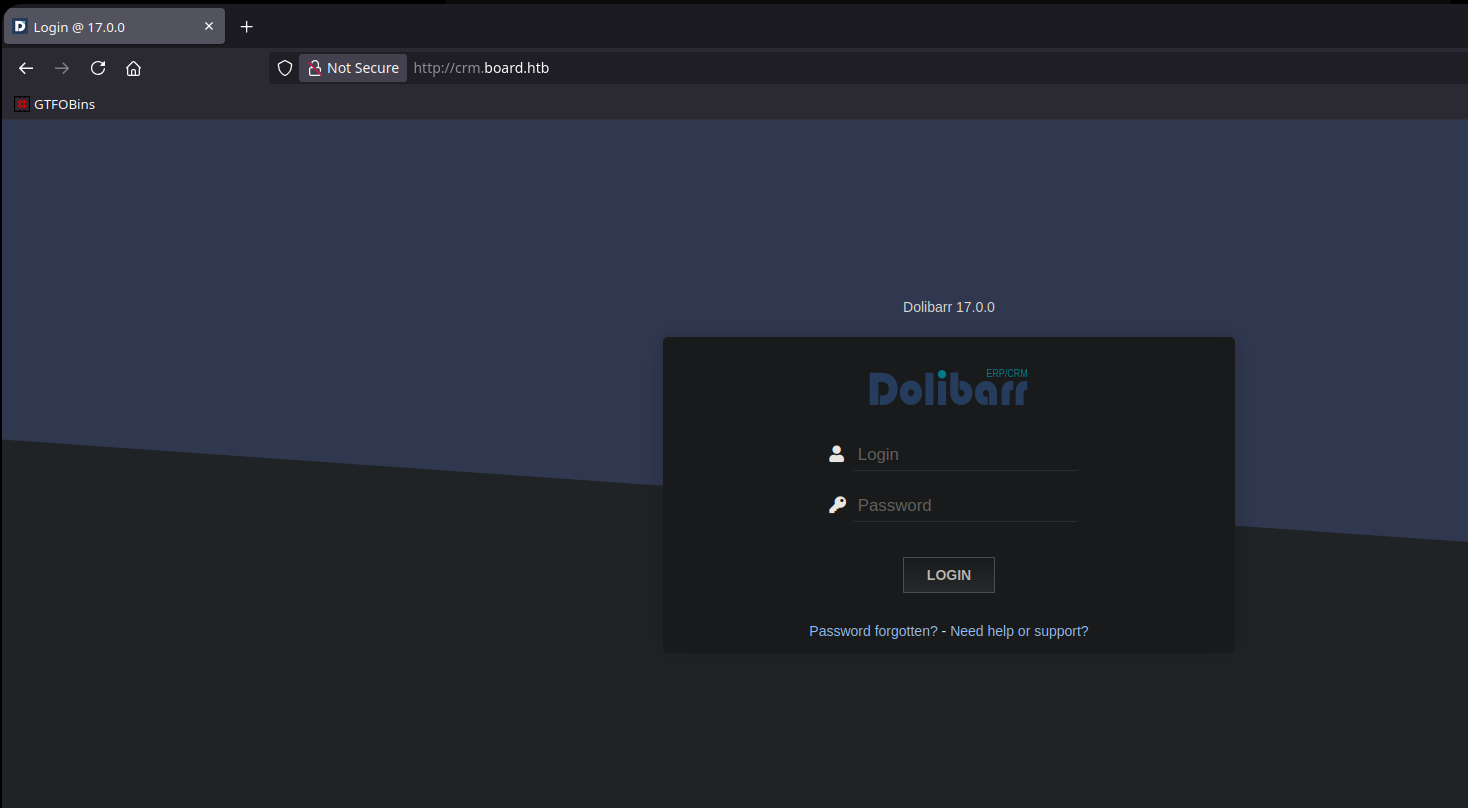 Login @ 17.0.0
Not Secure http://crm.board.htb
GTFOBins
Dolibarr 17.0.0
ERP/CRM
Dolibarr
Login
Password
LOGIN
Password forgotten? - Need help or support?